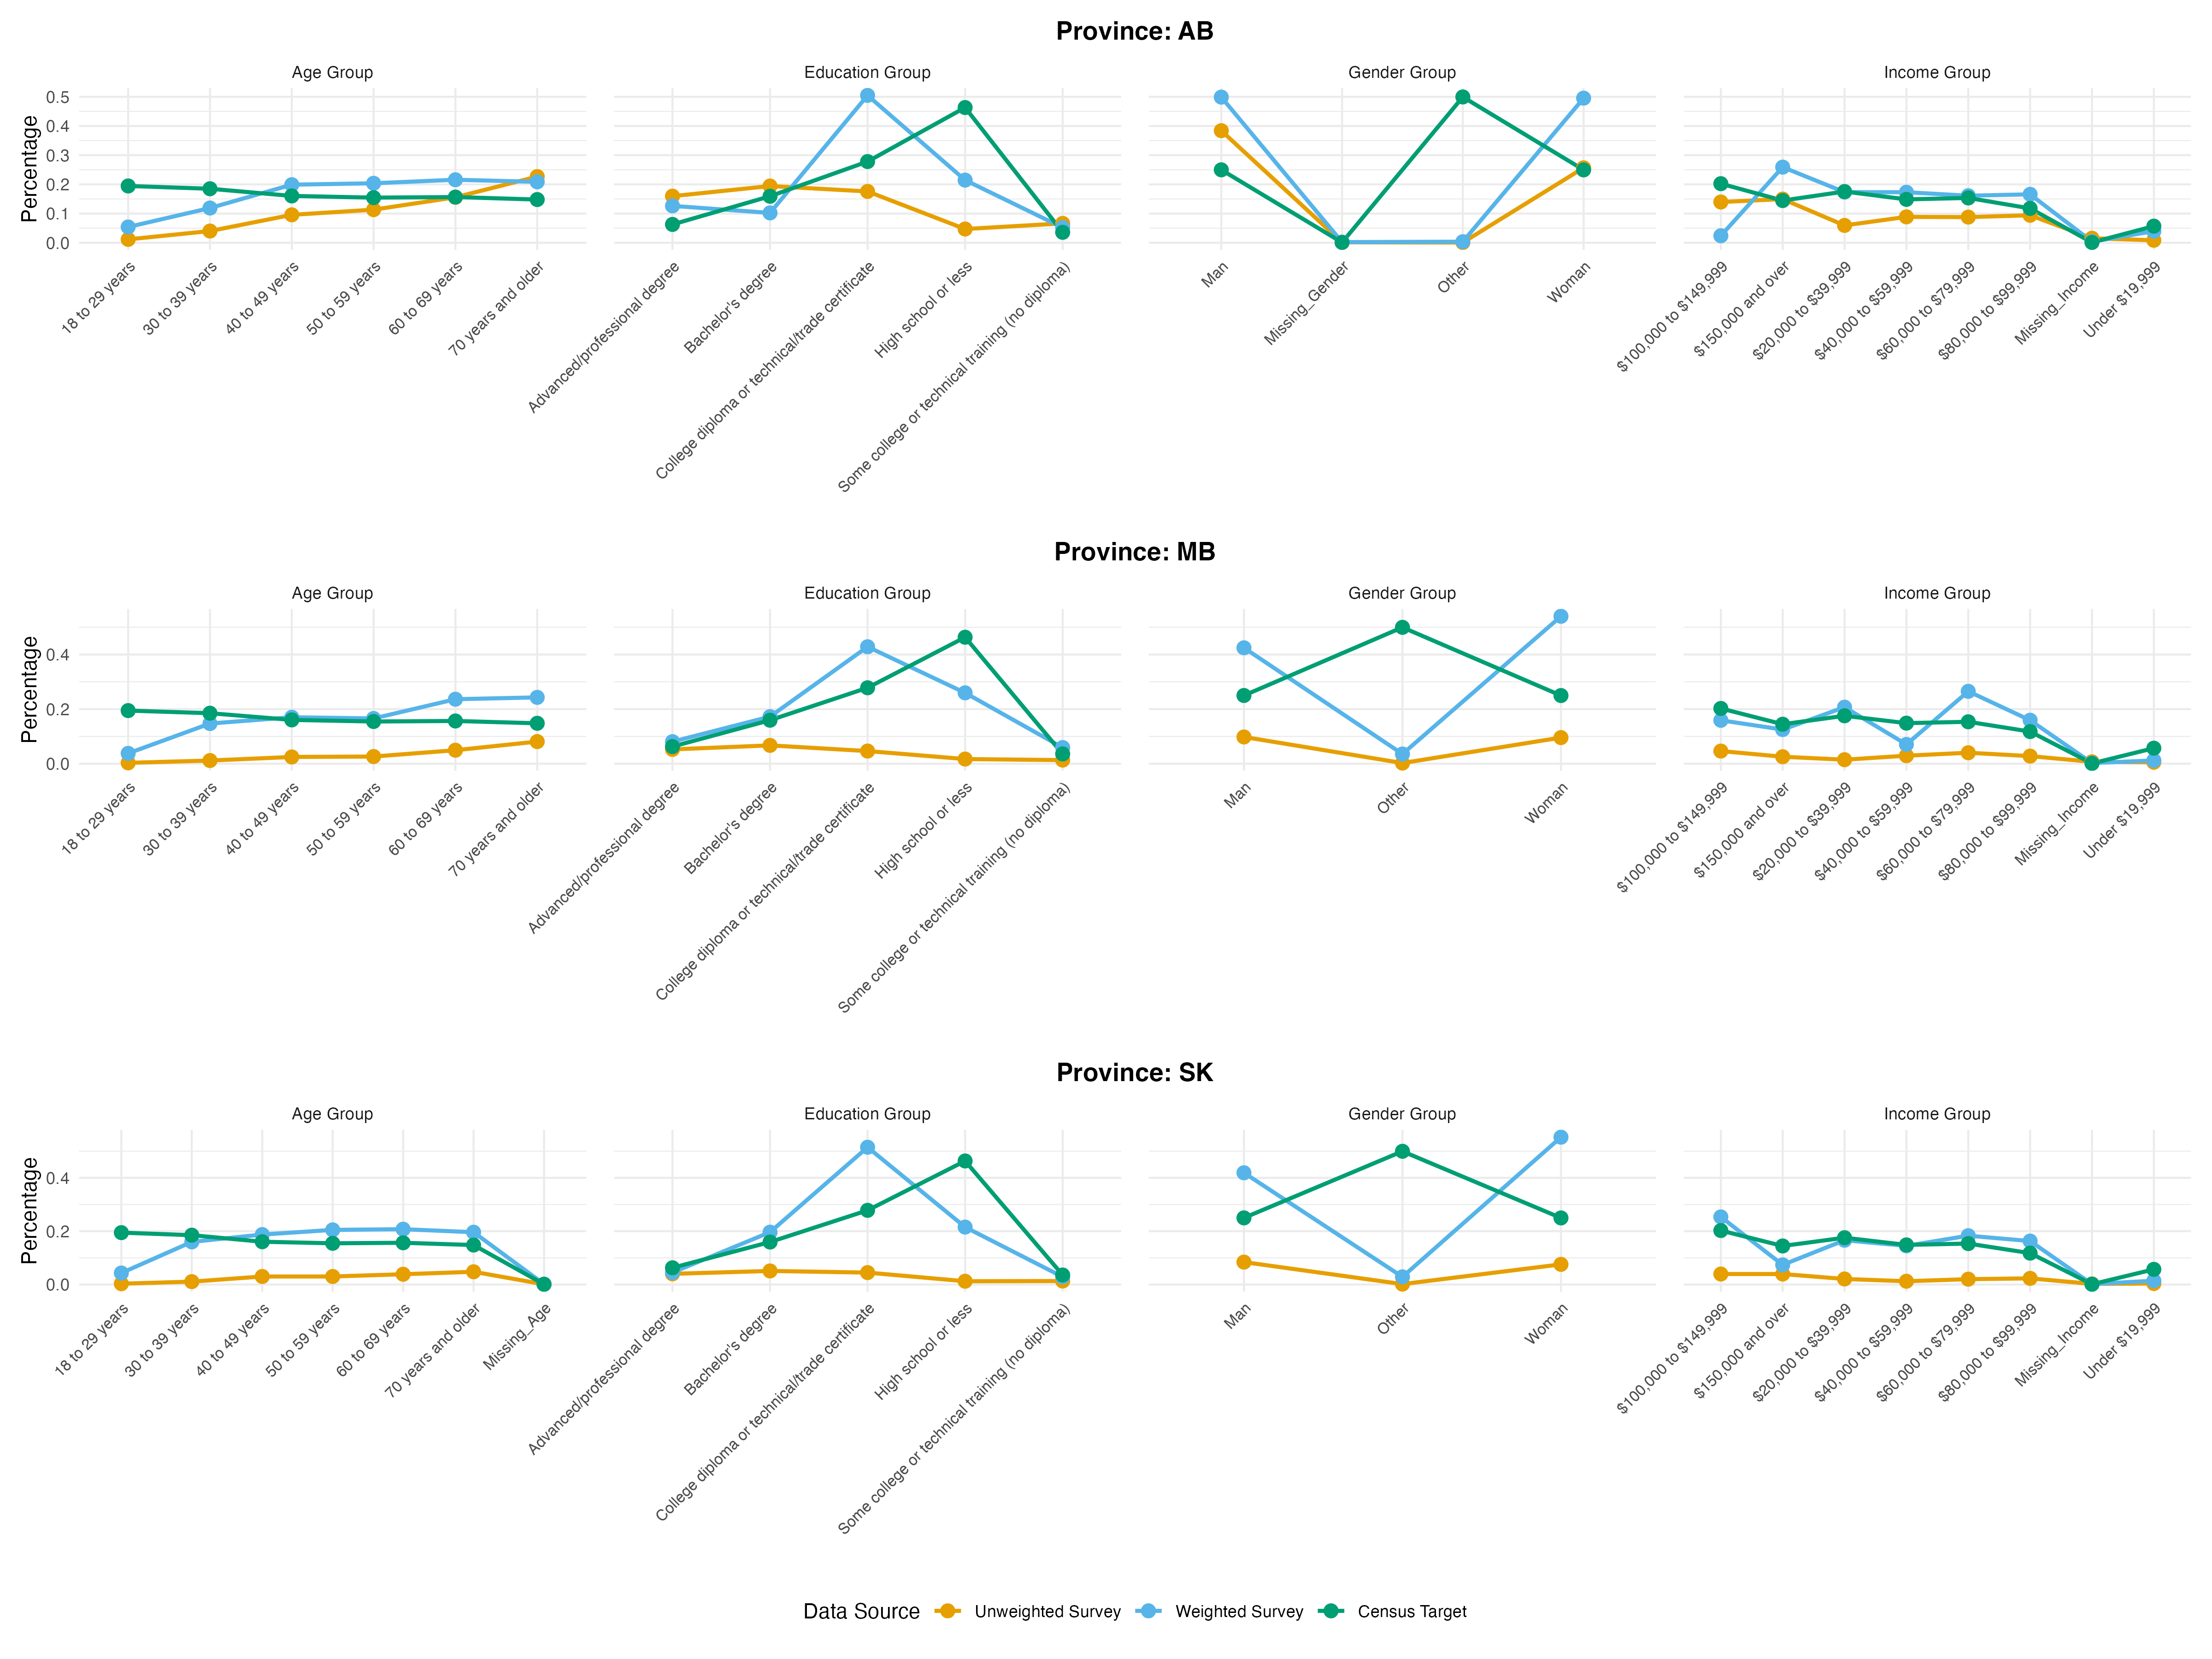 Province: AB
Age Group
Education Group
Gender Group
Income Group
Percentage
0.5
0.4
0.3
0.2
0.1
0.0
18 to 29 years
30 to 39 years
40 to 49 years
50 to 59 years
60 to 69 years
70 years and older
Advanced/professional degree
Bachelor's degree
College diploma or technical/trade certificate
High school or less
Some college or technical training (no diploma)
Man
Missing_Gender
Other
Woman
$100,000 to $149,999
$150,000 and over
$20,000 to $39,999
$40,000 to $59,999
$60,000 to $79,999
$80,000 to $99,999
Missing_Income
Under $19,999
Province: MB
Age Group
Education Group
Gender Group
Income Group
Percentage
0.4
0.2
0.0
18 to 29 years
30 to 39 years
40 to 49 years
50 to 59 years
60 to 69 years
70 years and older
Advanced/professional degree
Bachelor's degree
College diploma or technical/trade certificate
High school or less
Some college or technical training (no diploma)
Man
Other
Woman
$100,000 to $149,999
$150,000 and over
$20,000 to $39,999
$40,000 to $59,999
$60,000 to $79,999
$80,000 to $99,999
Missing_Income
Under $19,999
Province: SK
Age Group
Education Group
Gender Group
Income Group
Percentage
0.4
0.2
0.0
18 to 29 years
30 to 39 years
40 to 49 years
50 to 59 years
60 to 69 years
70 years and older
Missing_Age
Advanced/professional degree
Bachelor's degree
College diploma or technical/trade certificate
High school or less
Some college or technical training (no diploma)
Man
Other
Woman
$100,000 to $149,999
$150,000 and over
$20,000 to $39,999
$40,000 to $59,999
$60,000 to $79,999
$80,000 to $99,999
Missing_Income
Under $19,999
Data Source Unweighted Survey Weighted Survey Census Target